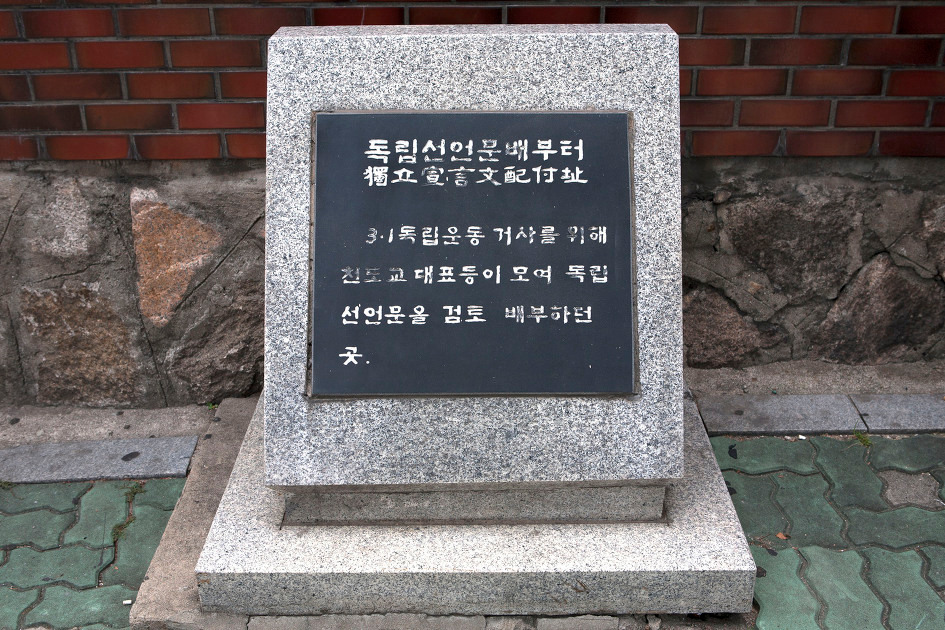 독립선언문배부터
獨立宣言文配付址
3·1독립운동 거사를 위해
천도교 대표등이 모여 독립
선언문을 검토 배부하던
곳.